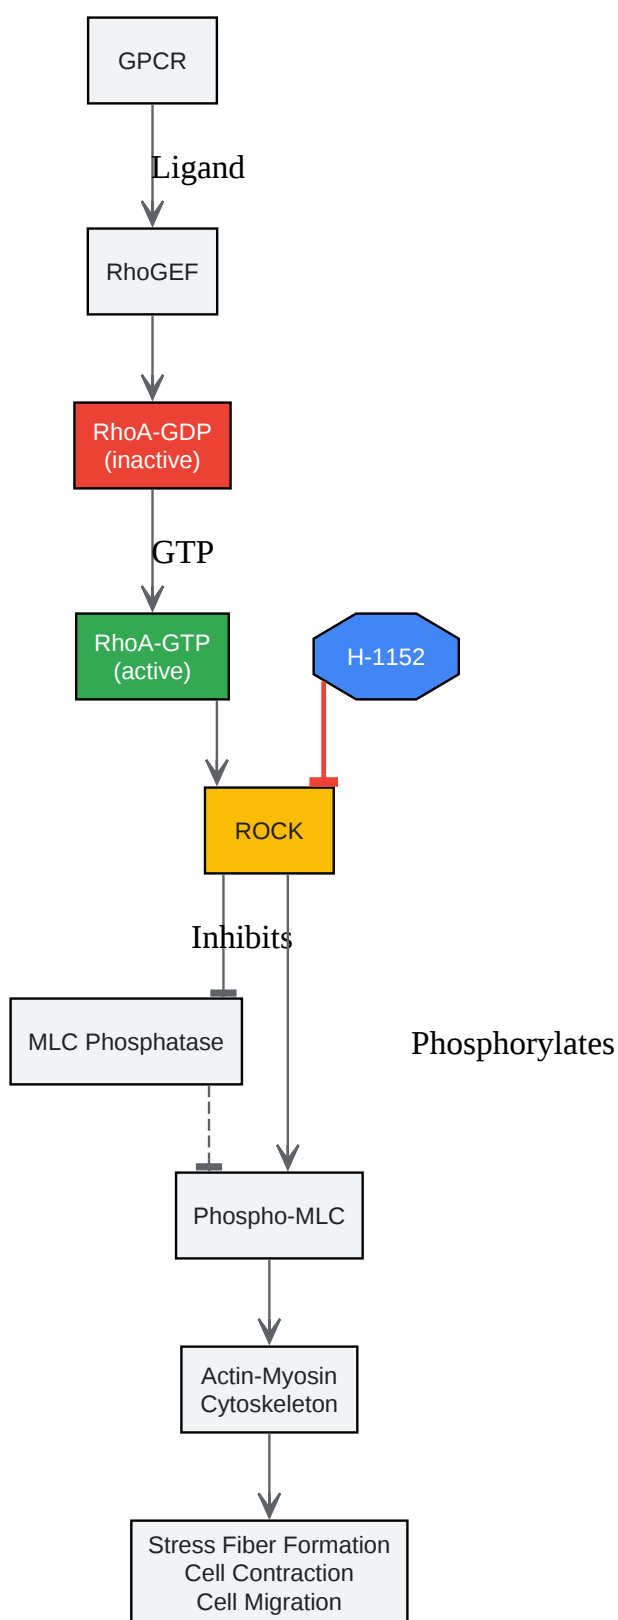 GPCR
Ligand
RhoGEF
RhoA-GDP
(inactive)
GTP
RhoA-GTP
(active)
H-1152
ROCK
Inhibits
MLC Phosphatase
Phosphorylates
Phospho-MLC
Actin-Myosin
Cytoskeleton
Stress Fiber Formation
Cell Contraction
Cell Migration